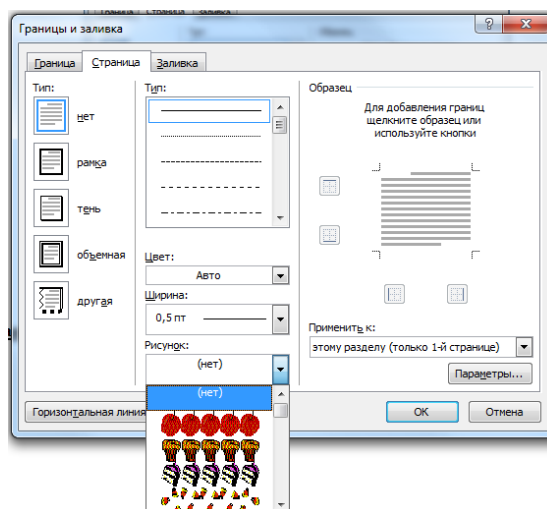 Границы и заливка
Граница
Страница
Заливка
Тип:
нет
рамка
тень
объемная
другая
Тип:
Цвет:
Авто
Ширина:
0,5 пт
Рисунок:
(нет)
(нет)
Образец
Для добавления границ
щелкните образец или
используйте кнопки
Применить к:
этому разделу (только 1-й странице)
Параметры...
Горизонтальная линия
ОК
Отмена